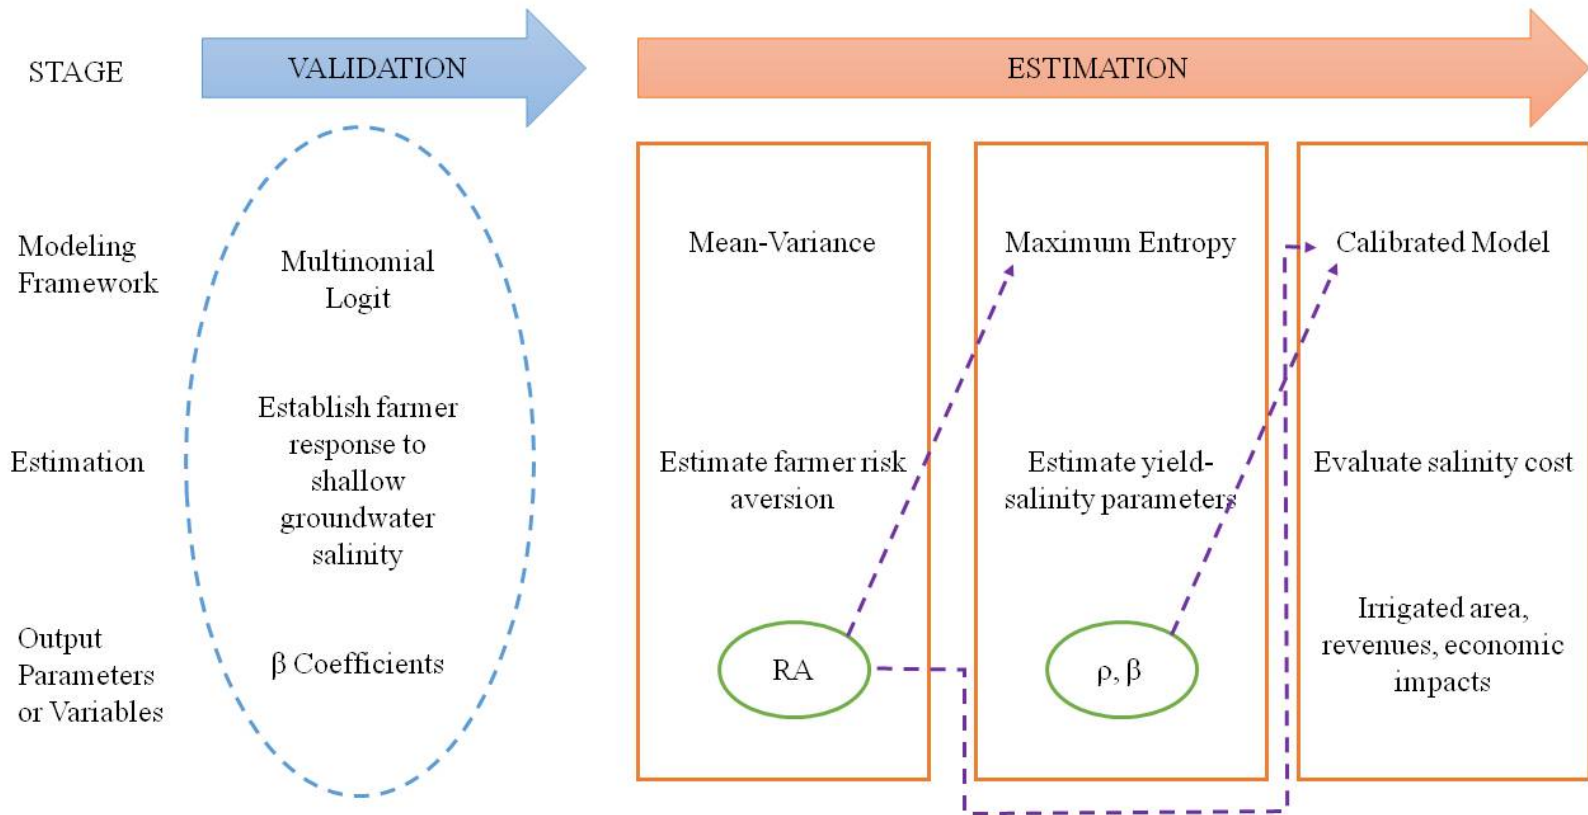 STAGE
VALIDATION
ESTIMATION
Modeling
Framework
Multinomial
Logit
Mean-Variance
Maximum Entropy
Calibrated Model
Estimation
Establish farmer
response to
shallow
groundwater
salinity
Estimate farmer risk
aversion
Estimate yield-
salinity parameters
Evaluate salinity cost
Output
Parameters
or Variables
β Coefficients
RA
ρ, β
Irrigated area,
revenues, economic
impacts